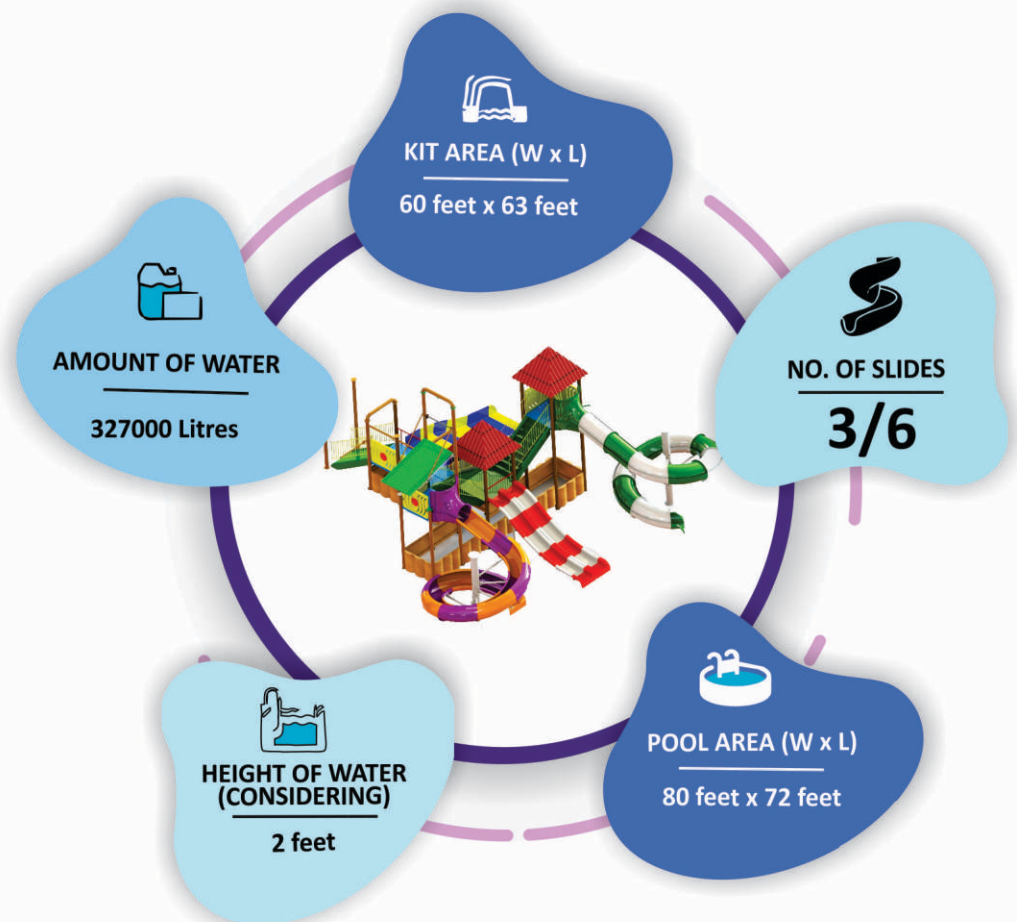 KIT AREA (W x L)
60 feet x 63 feet
AMOUNT OF WATER
327000 Litres
NO. OF SLIDES
3/6
HEIGHT OF WATER
(CONSIDERING)
2 feet
POOL AREA (W x L)
80 feet x 72 feet